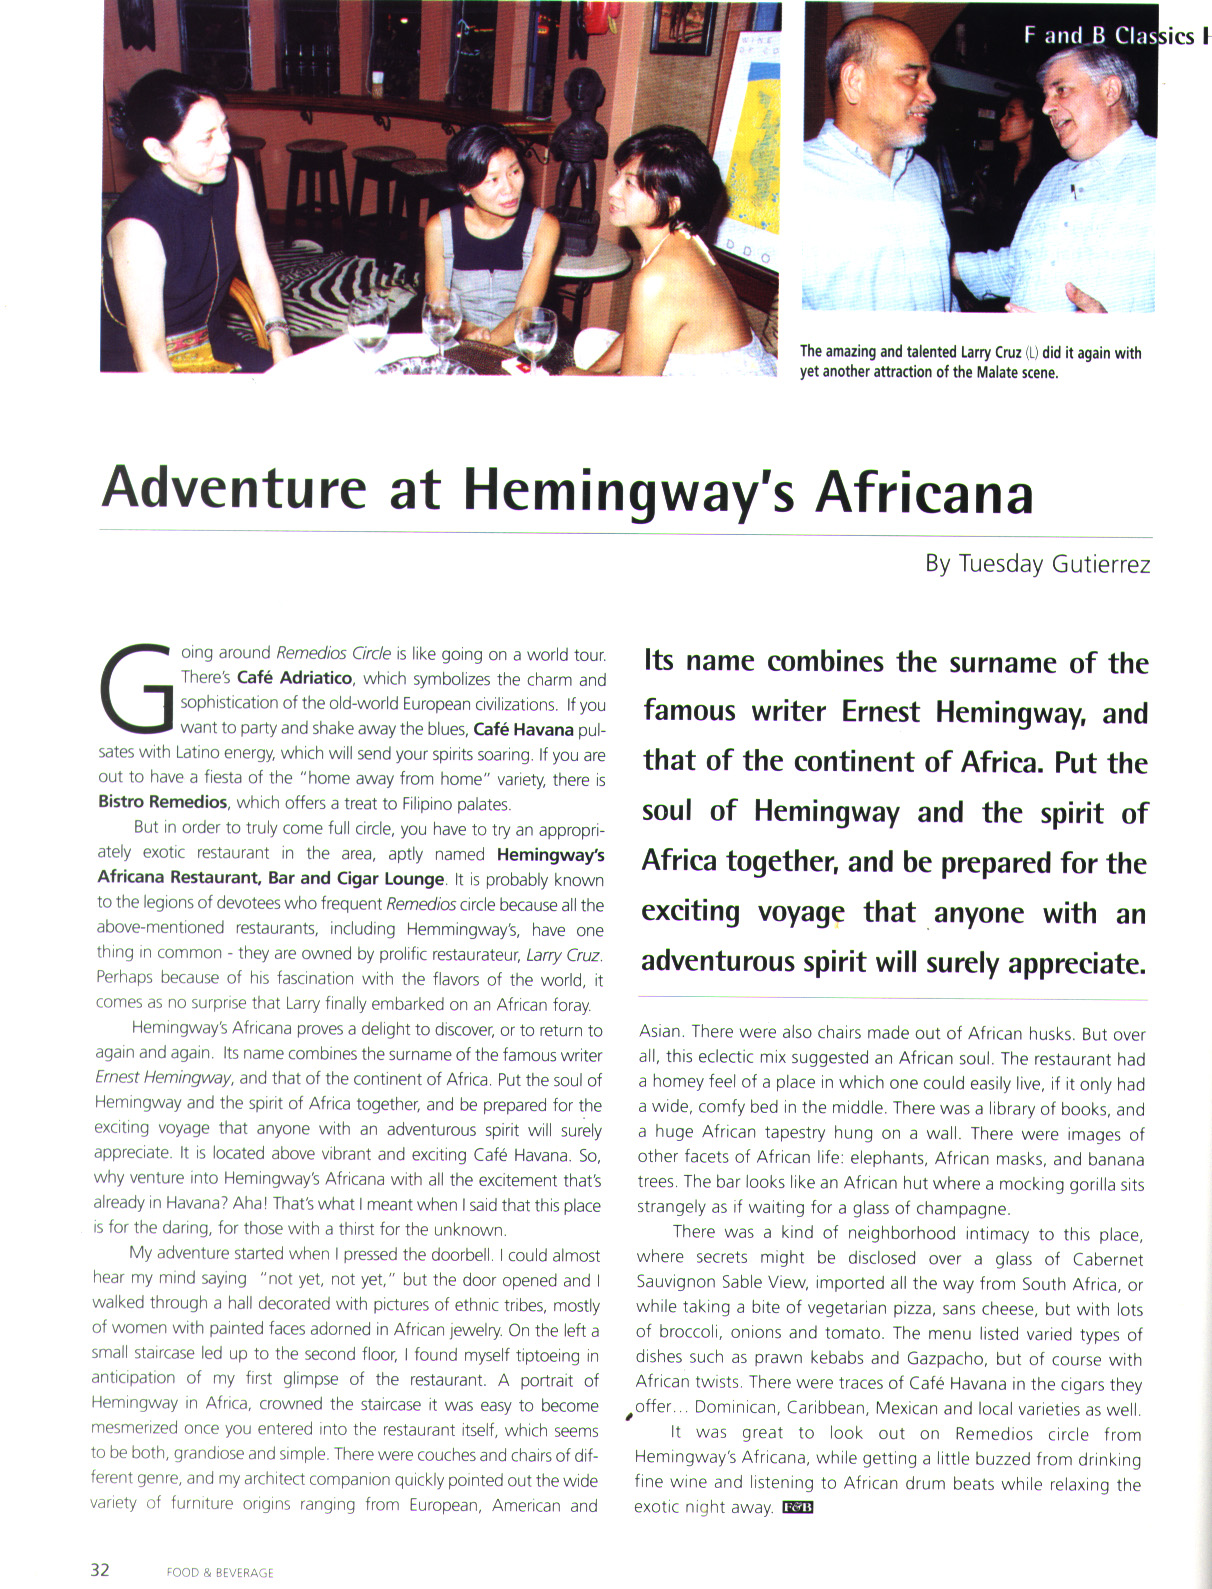 F and B Classics
WINE
OF CO
DDO
The amazing and talented Larry Cruz (L) did it again with
yet another attraction of the Malate scene.
Adventure at Hemingway's Africana
By Tuesday Gutierrez
Going around Remedios Circle is like going on a world tour.
There's Café Adriatico, which symbolizes the charm and
sophistication of the old-world European civilizations. If you
want to party and shake away the blues, Café Havana pul-
sates with Latino energy, which will send your spirits soaring. If you are
out to have a fiesta of the "home away from home" variety, there is
Bistro Remedios, which offers a treat to Filipino palates.
But in order to truly come full circle, you have to try an appropri-
ately exotic restaurant in the area, aptly named Hemingway's
Africana Restaurant, Bar and Cigar Lounge. It is probably known
to the legions of devotees who frequent Remedios circle because all the
above-mentioned restaurants, including Hemmingway's, have one
thing in common - they are owned by prolific restaurateur, Larry Cruz.
Perhaps because of his fascination with the flavors of the world, it
comes as no surprise that Larry finally embarked on an African foray.
Hemingway's Africana proves a delight to discover, or to return to
again and again. Its name combines the surname of the famous writer
Ernest Hemingway, and that of the continent of Africa. Put the soul of
Hemingway and the spirit of Africa together, and be prepared for the
exciting voyage that anyone with an adventurous spirit will surely
appreciate. It is located above vibrant and exciting Café Havana. So,
why venture into Hemingway's Africana with all the excitement that's
already in Havana? Aha! That's what I meant when I said that this place
is for the daring, for those with a thirst for the unknown.
My adventure started when I pressed the doorbell. I could almost
hear my mind saying "not yet, not yet," but the door opened and I
walked through a hall decorated with pictures of ethnic tribes, mostly
of women with painted faces adorned in African jewelry. On the left a
small staircase led up to the second floor, I found myself tiptoeing in
anticipation of my first glimpse of the restaurant. A portrait of
Hemingway in Africa, crowned the staircase it was easy to become
mesmerized once you entered into the restaurant itself, which seems
to be both, grandiose and simple. There were couches and chairs of dif-
ferent genre, and my architect companion quickly pointed out the wide
variety of furniture origins ranging from European, American and
Its name combines the surname of the
famous writer Ernest Hemingway, and
that of the continent of Africa. Put the
soul of Hemingway and the spirit of
Africa together, and be prepared for the
exciting voyage that anyone with an
adventurous spirit will surely appreciate.
Asian. There were also chairs made out of African husks. But over
all, this eclectic mix suggested an African soul. The restaurant had
a homey feel of a place in which one could easily live, if it only had
a wide, comfy bed in the middle. There was a library of books, and
a huge African tapestry hung on a wall. There were images of
other facets of African life: elephants, African masks, and banana
trees. The bar looks like an African hut where a mocking gorilla sits
strangely as if waiting for a glass of champagne.
There was a kind of neighborhood intimacy to this place,
where secrets might be disclosed over a glass of Cabernet
Sauvignon Sable View, imported all the way from South Africa, or
while taking a bite of vegetarian pizza, sans cheese, but with lots
of broccoli, onions and tomato. The menu listed varied types of
dishes such as prawn kebabs and Gazpacho, but of course with
African twists. There were traces of Café Havana in the cigars they
offer... Dominican, Caribbean, Mexican and local varieties as well.
It was great to look out on Remedios circle from
Hemingway's Africana, while getting a little buzzed from drinking
fine wine and listening to African drum beats while relaxing the
exotic night away. F&B
32 FOOD & BEVERAGE